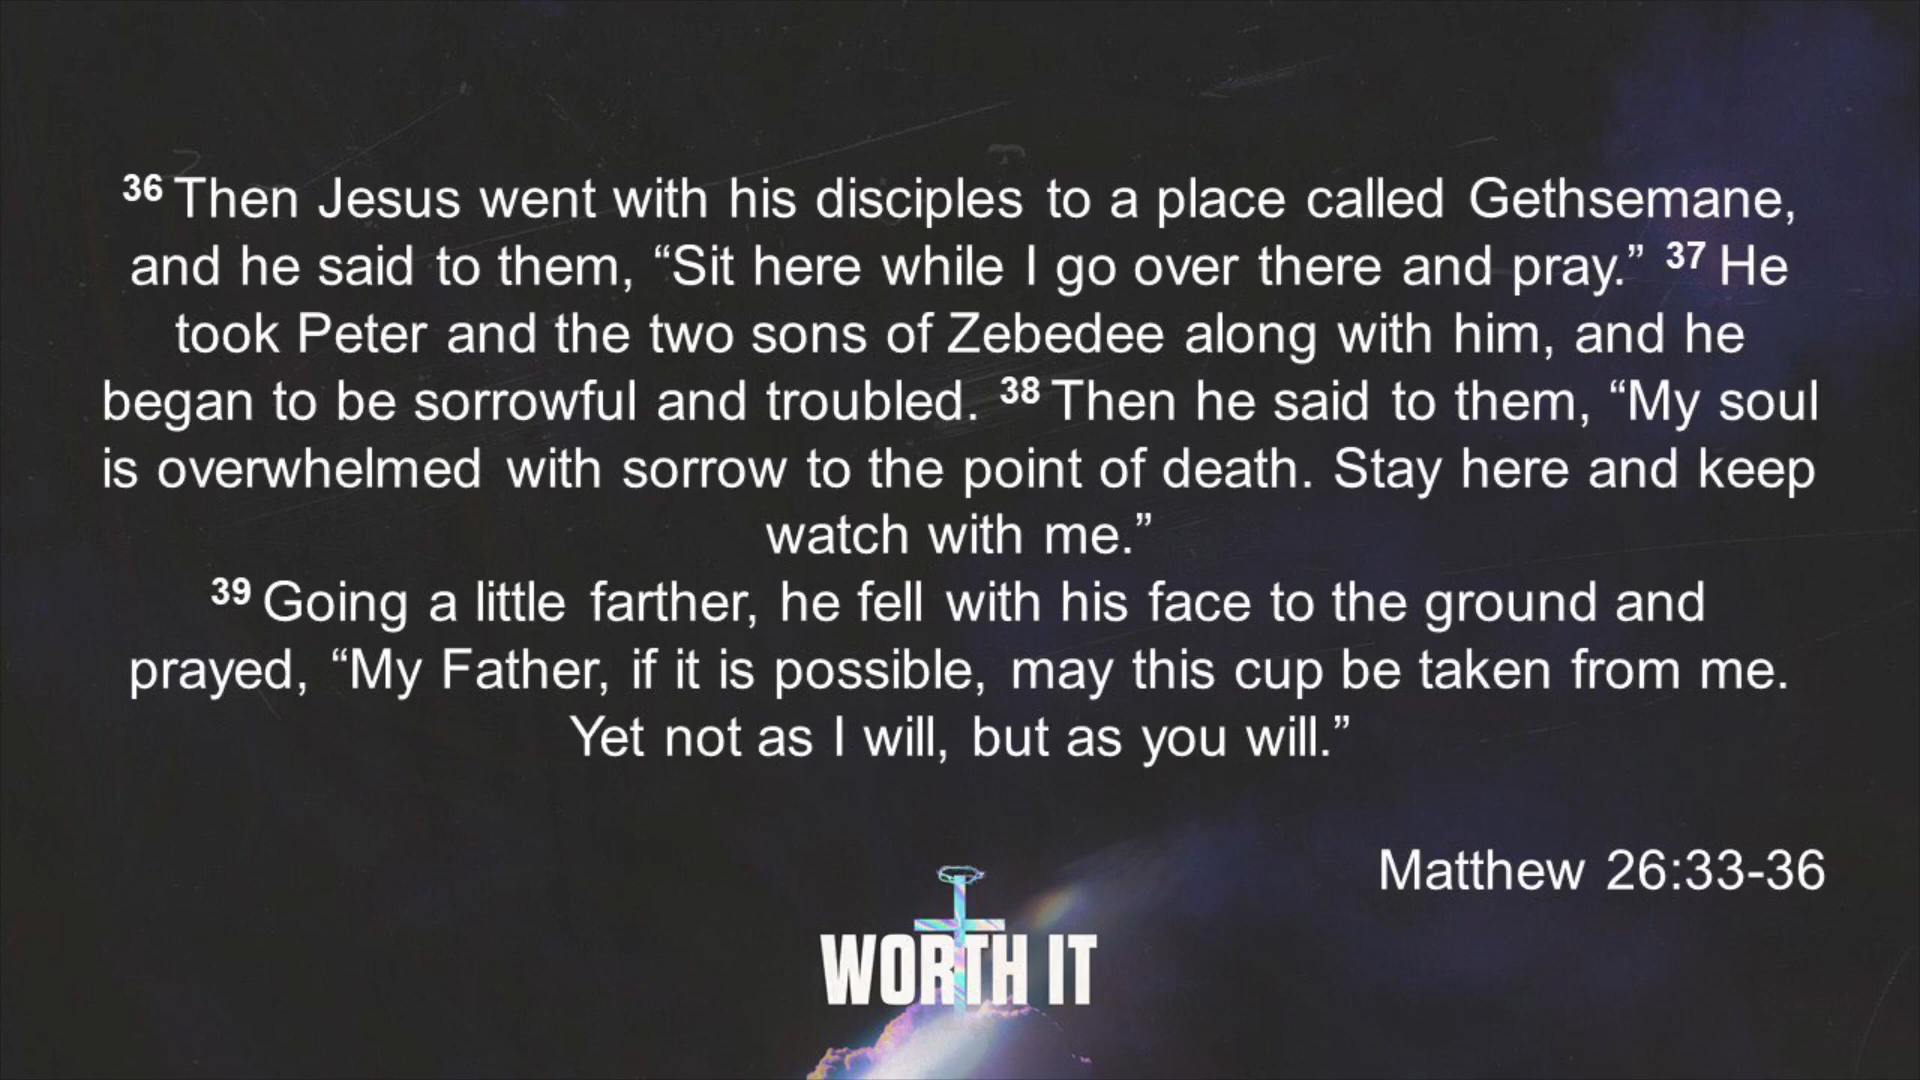 36 Then Jesus went with his disciples to a place called Gethsemane,
and he said to them, “Sit here while I go over there and pray.” 37 He
took Peter and the two sons of Zebedee along with him, and he
began to be sorrowful and troubled. 38 Then he said to them, “My soul
is overwhelmed with sorrow to the point of death. Stay here and keep
watch with me.”
39 Going a little farther, he fell with his face to the ground and
prayed, “My Father, if it is possible, may this cup be taken from me.
Yet not as I will, but as you will.”
Matthew 26:33-36
WORTH IT